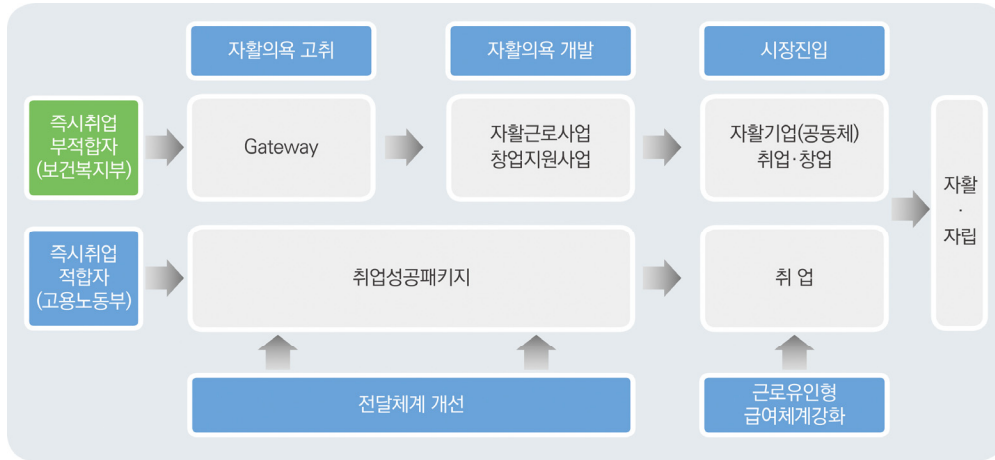 자활의욕 고취
자활의욕 개발
시장진입
즉시취업
부적합자
(보건복지부)
Gateway
자활근로사업
창업지원사업
자활기업(공동체)
취업·창업
자활
·
자립
즉시취업
적합자
(고용노동부)
취업성공패키지
취 업
전달체계 개선
근로유인형
급여체계강화